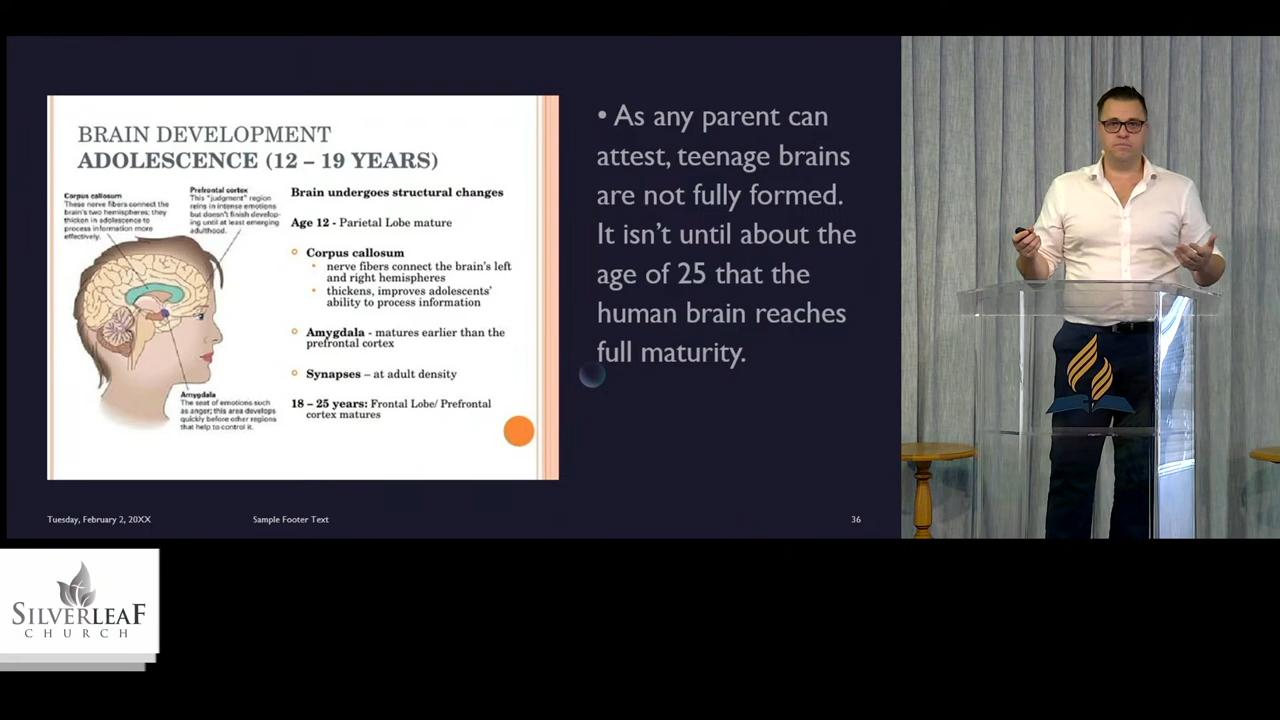 BRAIN DEVELOPMENT
ADOLESCENCE (12 – 19 YEARS)
Corpus callosum
These nerve fibers connect the
brain's two hemispheres; they
thicken in adolescence to
process information more
effectively.
Prefrontal cortex
This "judgment" region
reins in intense emotions
but doesn't finish develop-
ing until at least emerging
adulthood.
Amygdala
The seat of emotions such
as anger; this area develops
quickly before other regions
that help to control it.
Brain undergoes structural changes
Age 12 - Parietal Lobe mature
Corpus callosum
• nerve fibers connect the brain's left
and right hemispheres
• thickens, improves adolescents'
ability to process information
Amygdala - matures earlier than the
prefrontal cortex
Synapses – at adult density
18 – 25 years: Frontal Lobe/ Prefrontal
cortex matures
• As any parent can
attest, teenage brains
are not fully formed.
It isn't until about the
age of 25 that the
human brain reaches
full maturity.
Tuesday, February 2, 20XX
Sample Footer Text
36
SILVERLEAF
CHURCH